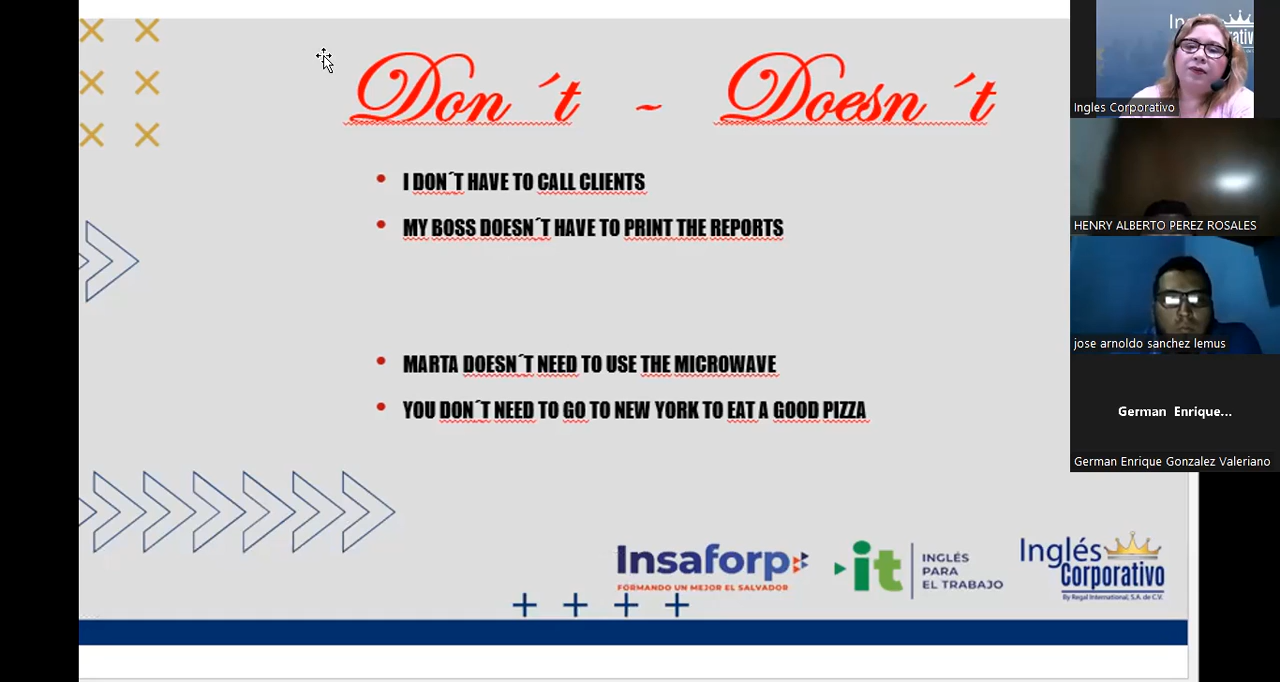 Don´t - Doesn´t
• I DON´T HAVE TO CALL CLIENTS
• MY BOSS DOESN´T HAVE TO PRINT THE REPORTS
• MARTA DOESN´T NEED TO USE THE MICROWAVE
• YOU DON´T NEED TO GO TO NEW YORK TO EAT A GOOD PIZZA
Insaforp
FORMANDO UN MEJOR EL SALVADOR
it
INGLÉS
PARA
EL TRABAJO
Inglés
Corporativo
By Regal International, S.A. de C.V.
Ingles Corporativo
HENRY ALBERTO PEREZ ROSALES
jose arnoldo sanchez lemus
German Enrique...
German Enrique Gonzalez Valeriano